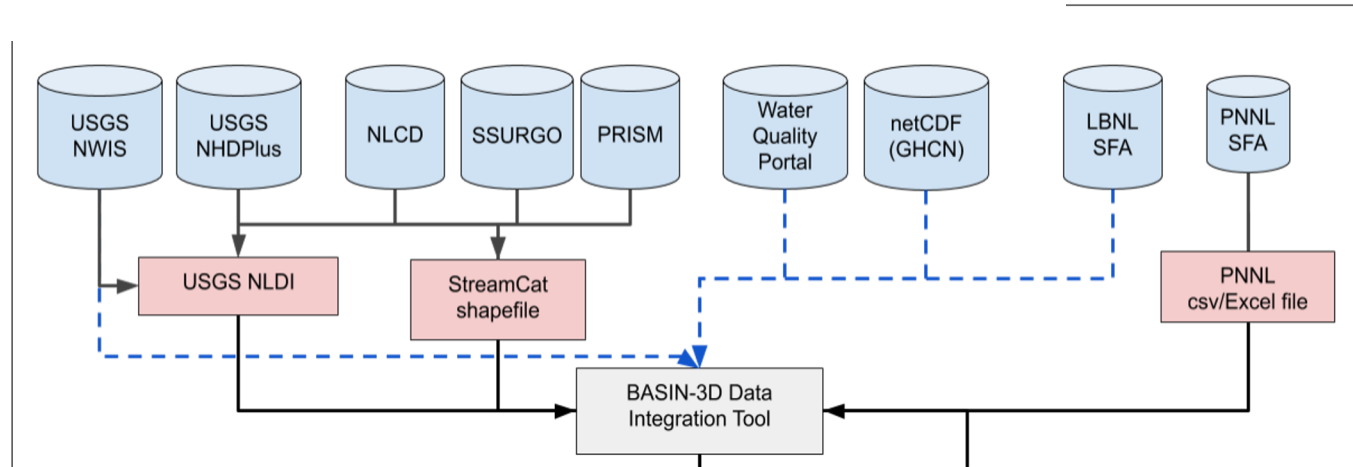 USGS
NWIS
USGS
NHDPlus
NLCD
SSURGO
PRISM
Water
Quality
Portal
netCDF
(GHCN)
LBNL
SFA
PNNL
SFA
USGS NLDI
StreamCat
shapefile
PNNL
csv/Excel file
BASIN-3D Data
Integration Tool